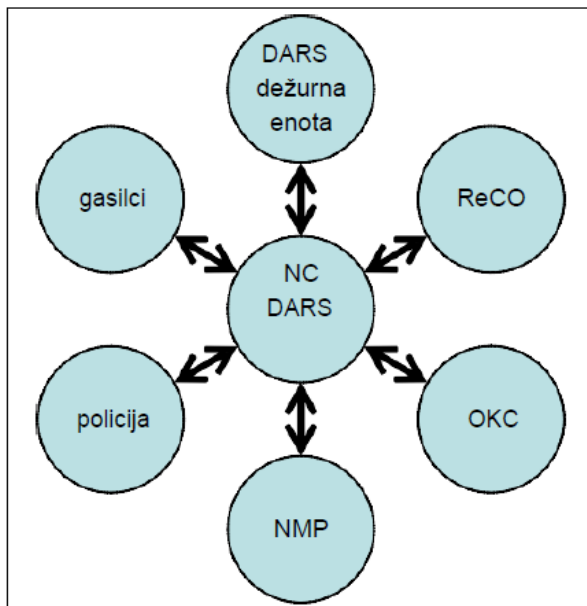 DARS
dežurna
enota
gasilci
ReCO
NC
DARS
policija
OKC
NMP